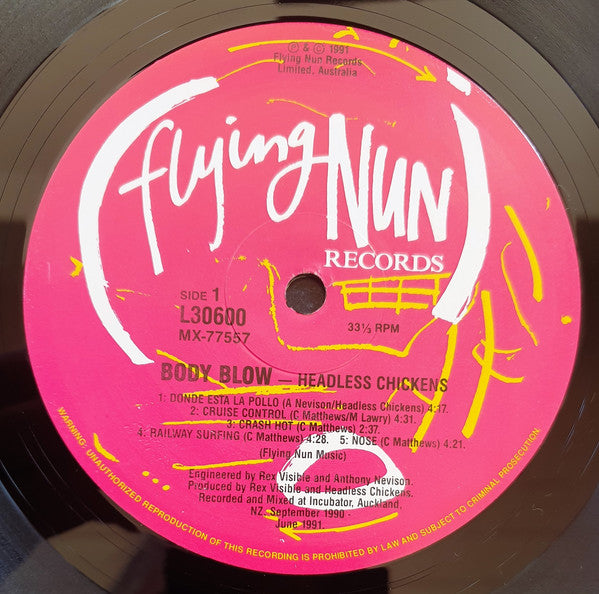 ℗ & © 1991
Flying Nun Records
Limited, Australia
flying NUN
RECORDS
SIDE 1
L30600
MX-77557
33⅓ RPM
BODY BLOW — HEADLESS CHICKENS
1: DONDE ESTA LA POLLO (A Nevison/Headless Chickens) 4:17.
2: CRUISE CONTROL (C Matthews/M Lawry) 4:31.
3: CRASH HOT (C Matthews) 2:37.
4: RAILWAY SURFING (C Matthews) 4:28. 5: NOSE (C Matthews) 4:21.
(Flying Nun Music)
Engineered by Rex Visible and Anthony Nevison.
Produced by Rex Visible and Headless Chickens.
Recorded and Mixed at Incubator, Auckland,
NZ. September 1990 -
June 1991.
WARNING: UNAUTHORIZED REPRODUCTION OF THIS RECORDING IS PROHIBITED BY LAW AND SUBJECT TO CRIMINAL PROSECUTION.